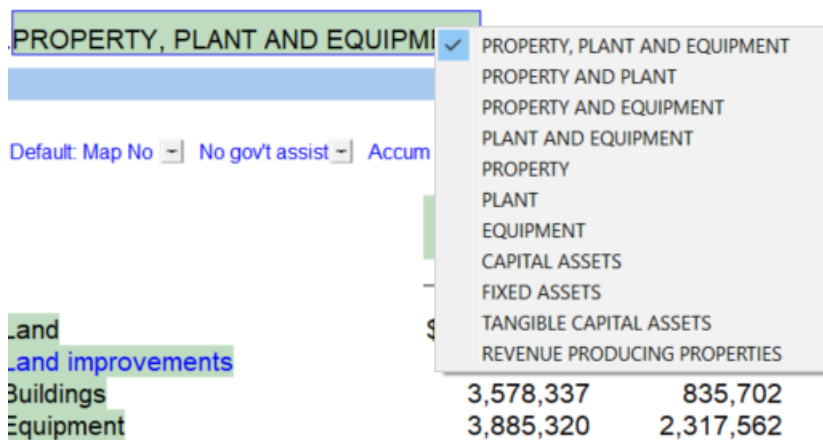 .PROPERTY, PLANT AND EQUIPM
PROPERTY, PLANT AND EQUIPMENT
PROPERTY AND PLANT
PROPERTY AND EQUIPMENT
PLANT AND EQUIPMENT
PROPERTY
PLANT
EQUIPMENT
CAPITAL ASSETS
FIXED ASSETS
TANGIBLE CAPITAL ASSETS
REVENUE PRODUCING PROPERTIES
Default: Map No No gov't assist Accum
Land $
Land improvements
Buildings 3,578,337 835,702
Equipment 3,885,320 2,317,562